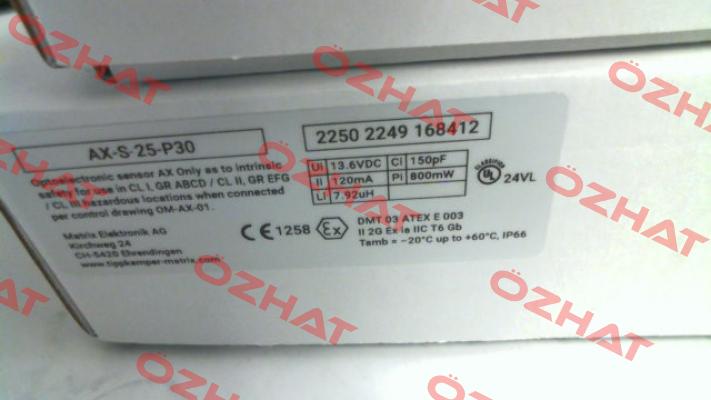 AX-S-25-P30
Optoelectronic sensor AX Only as to intrinsic
safety for use in CL I, GR ABCD / CL II, GR EFG
/ CL III hazardous locations when connected
per control drawing OM-AX-01.
Matrix Elektronik AG
Kirchweg 24
CH-5420 Ehrendingen
www.tippkemper-matrix.com
2250 2249 168412
Ui 13.6VDC Ci 150pF
Ii 120mA Pi 800mW
Li 7.92uH
CLASSIFIED
UL 24VL
CE 1258 Ex
DMT 03 ATEX E 003
II 2G Ex ia IIC T6 Gb
Tamb = -20°C up to +60°C, IP66
ÖZHAT
ÖZHAT
ÖZHAT
ÖZHAT
ÖZHAT
ÖZHAT
ÖZHAT
ÖZHAT